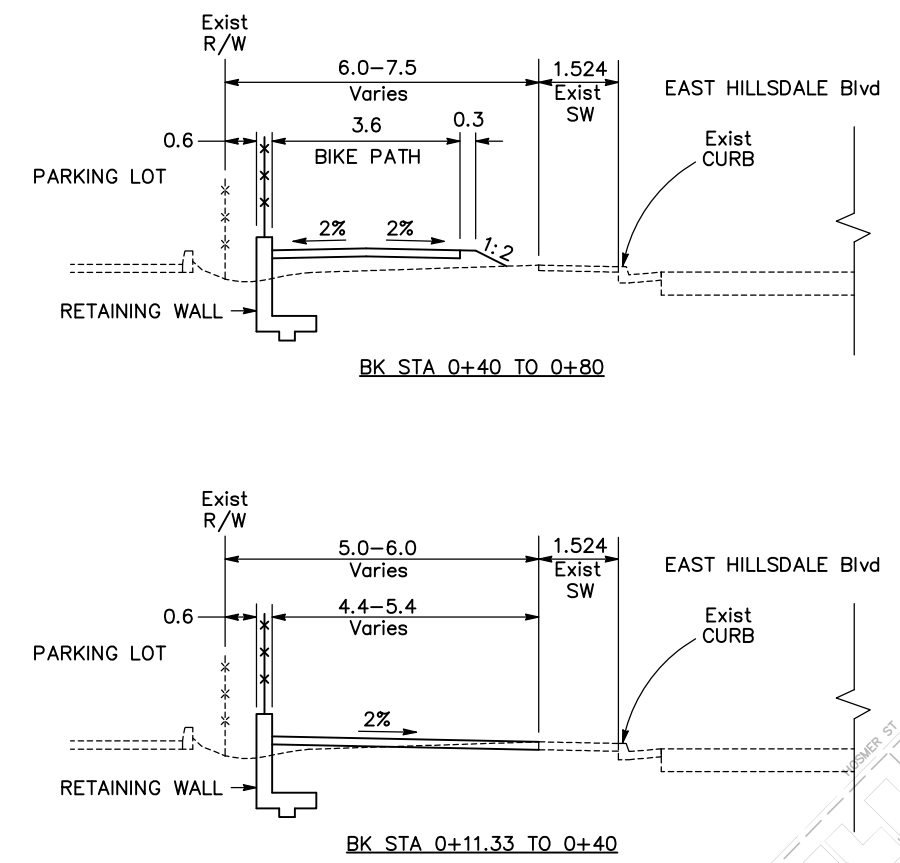 Exist
R/W
6.0–7.5
Varies
1.524
Exist
SW
EAST HILLSDALE Blvd
0.6
3.6
BIKE PATH
0.3
Exist
CURB
PARKING LOT
2%
2%
1:2
RETAINING WALL
BK STA 0+40 TO 0+80
Exist
R/W
5.0–6.0
Varies
1.524
Exist
SW
EAST HILLSDALE Blvd
0.6
4.4–5.4
Varies
Exist
CURB
PARKING LOT
2%
HOSMER ST
RETAINING WALL
BK STA 0+11.33 TO 0+40